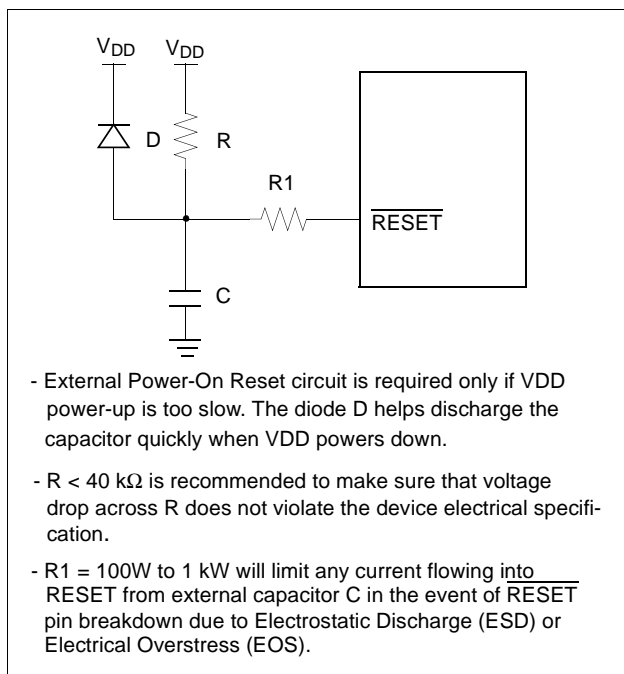 VDD VDD
D R
R1
RESET
C
- External Power-On Reset circuit is required only if VDD
power-up is too slow. The diode D helps discharge the
capacitor quickly when VDD powers down.
- R < 40 kΩ is recommended to make sure that voltage
drop across R does not violate the device electrical specifi-
cation.
- R1 = 100W to 1 kW will limit any current flowing into
RESET from external capacitor C in the event of RESET
pin breakdown due to Electrostatic Discharge (ESD) or
Electrical Overstress (EOS).